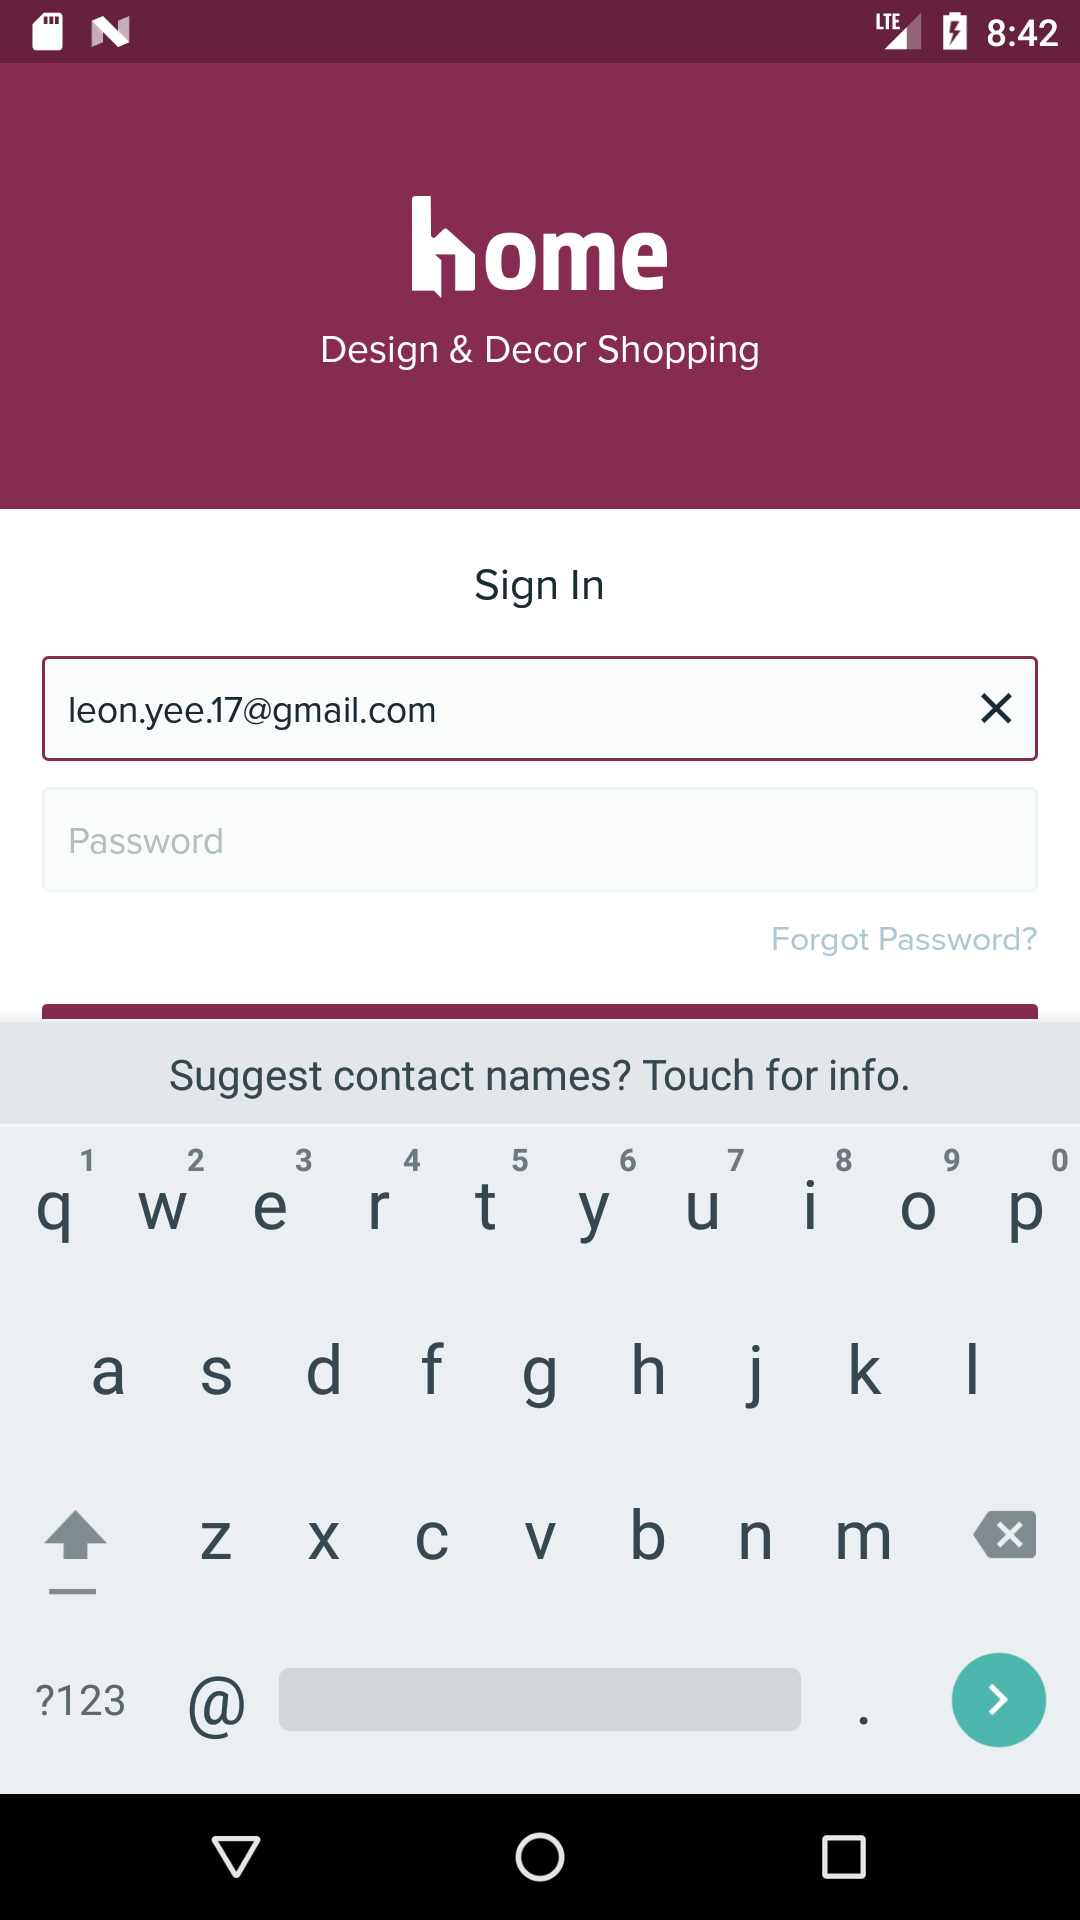 LTE 8:42
home
Design & Decor Shopping
Sign In
leon.yee.17@gmail.com
Password
Forgot Password?
Suggest contact names? Touch for info.
1 2 3 4 5 6 7 8 9 0
q w e r t y u i o p
a s d f g h j k l
z x c v b n m
?123 @ .